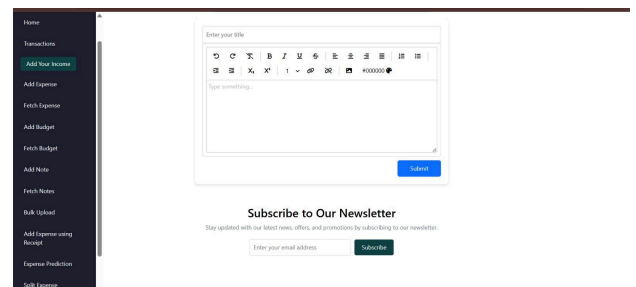 Home
Transactions
Add Your Income
Add Expense
Fetch Expense
Add Budget
Fetch Budget
Add Note
Fetch Notes
Bulk Upload
Add Expense using
Receipt
Expense Prediction
Split Expense
Enter your title
B I U S
X₁ X¹ 1 #000000
Type something...
Submit
Subscribe to Our Newsletter
Stay updated with our latest news, offers, and promotions by subscribing to our newsletter.
Enter your email address Subscribe